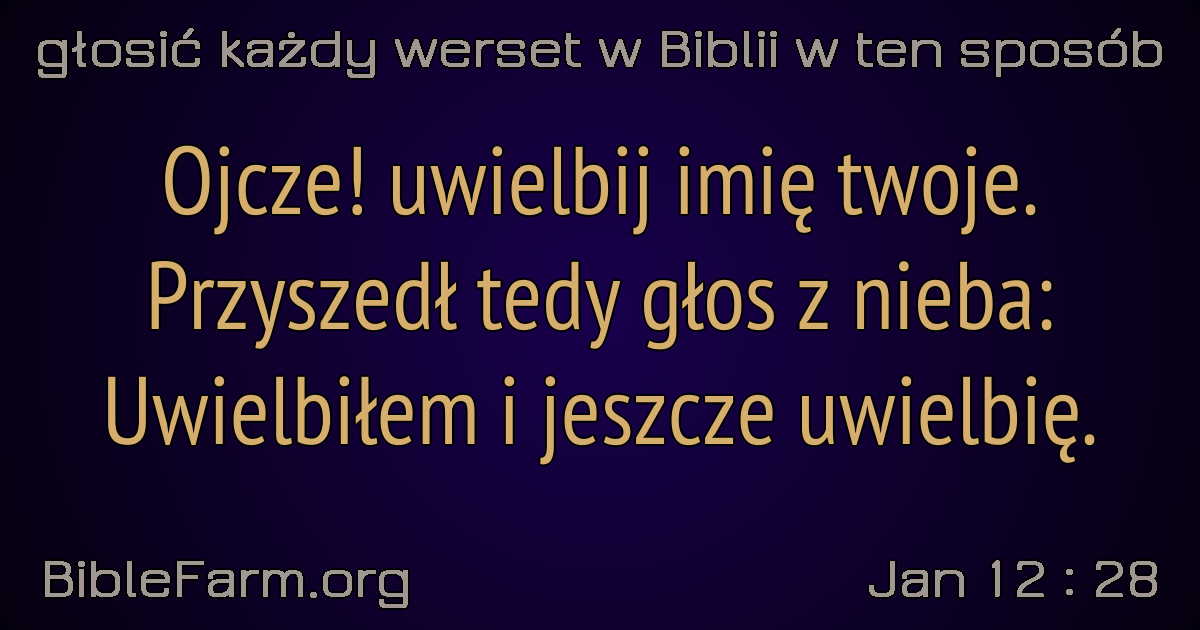 głosić każdy werset w Biblii w ten sposób
Ojcze! uwielbij imię twoje.
Przyszedł tedy głos z nieba:
Uwielbiłem i jeszcze uwielbię.
BibleFarm.org
Jan 12 : 28